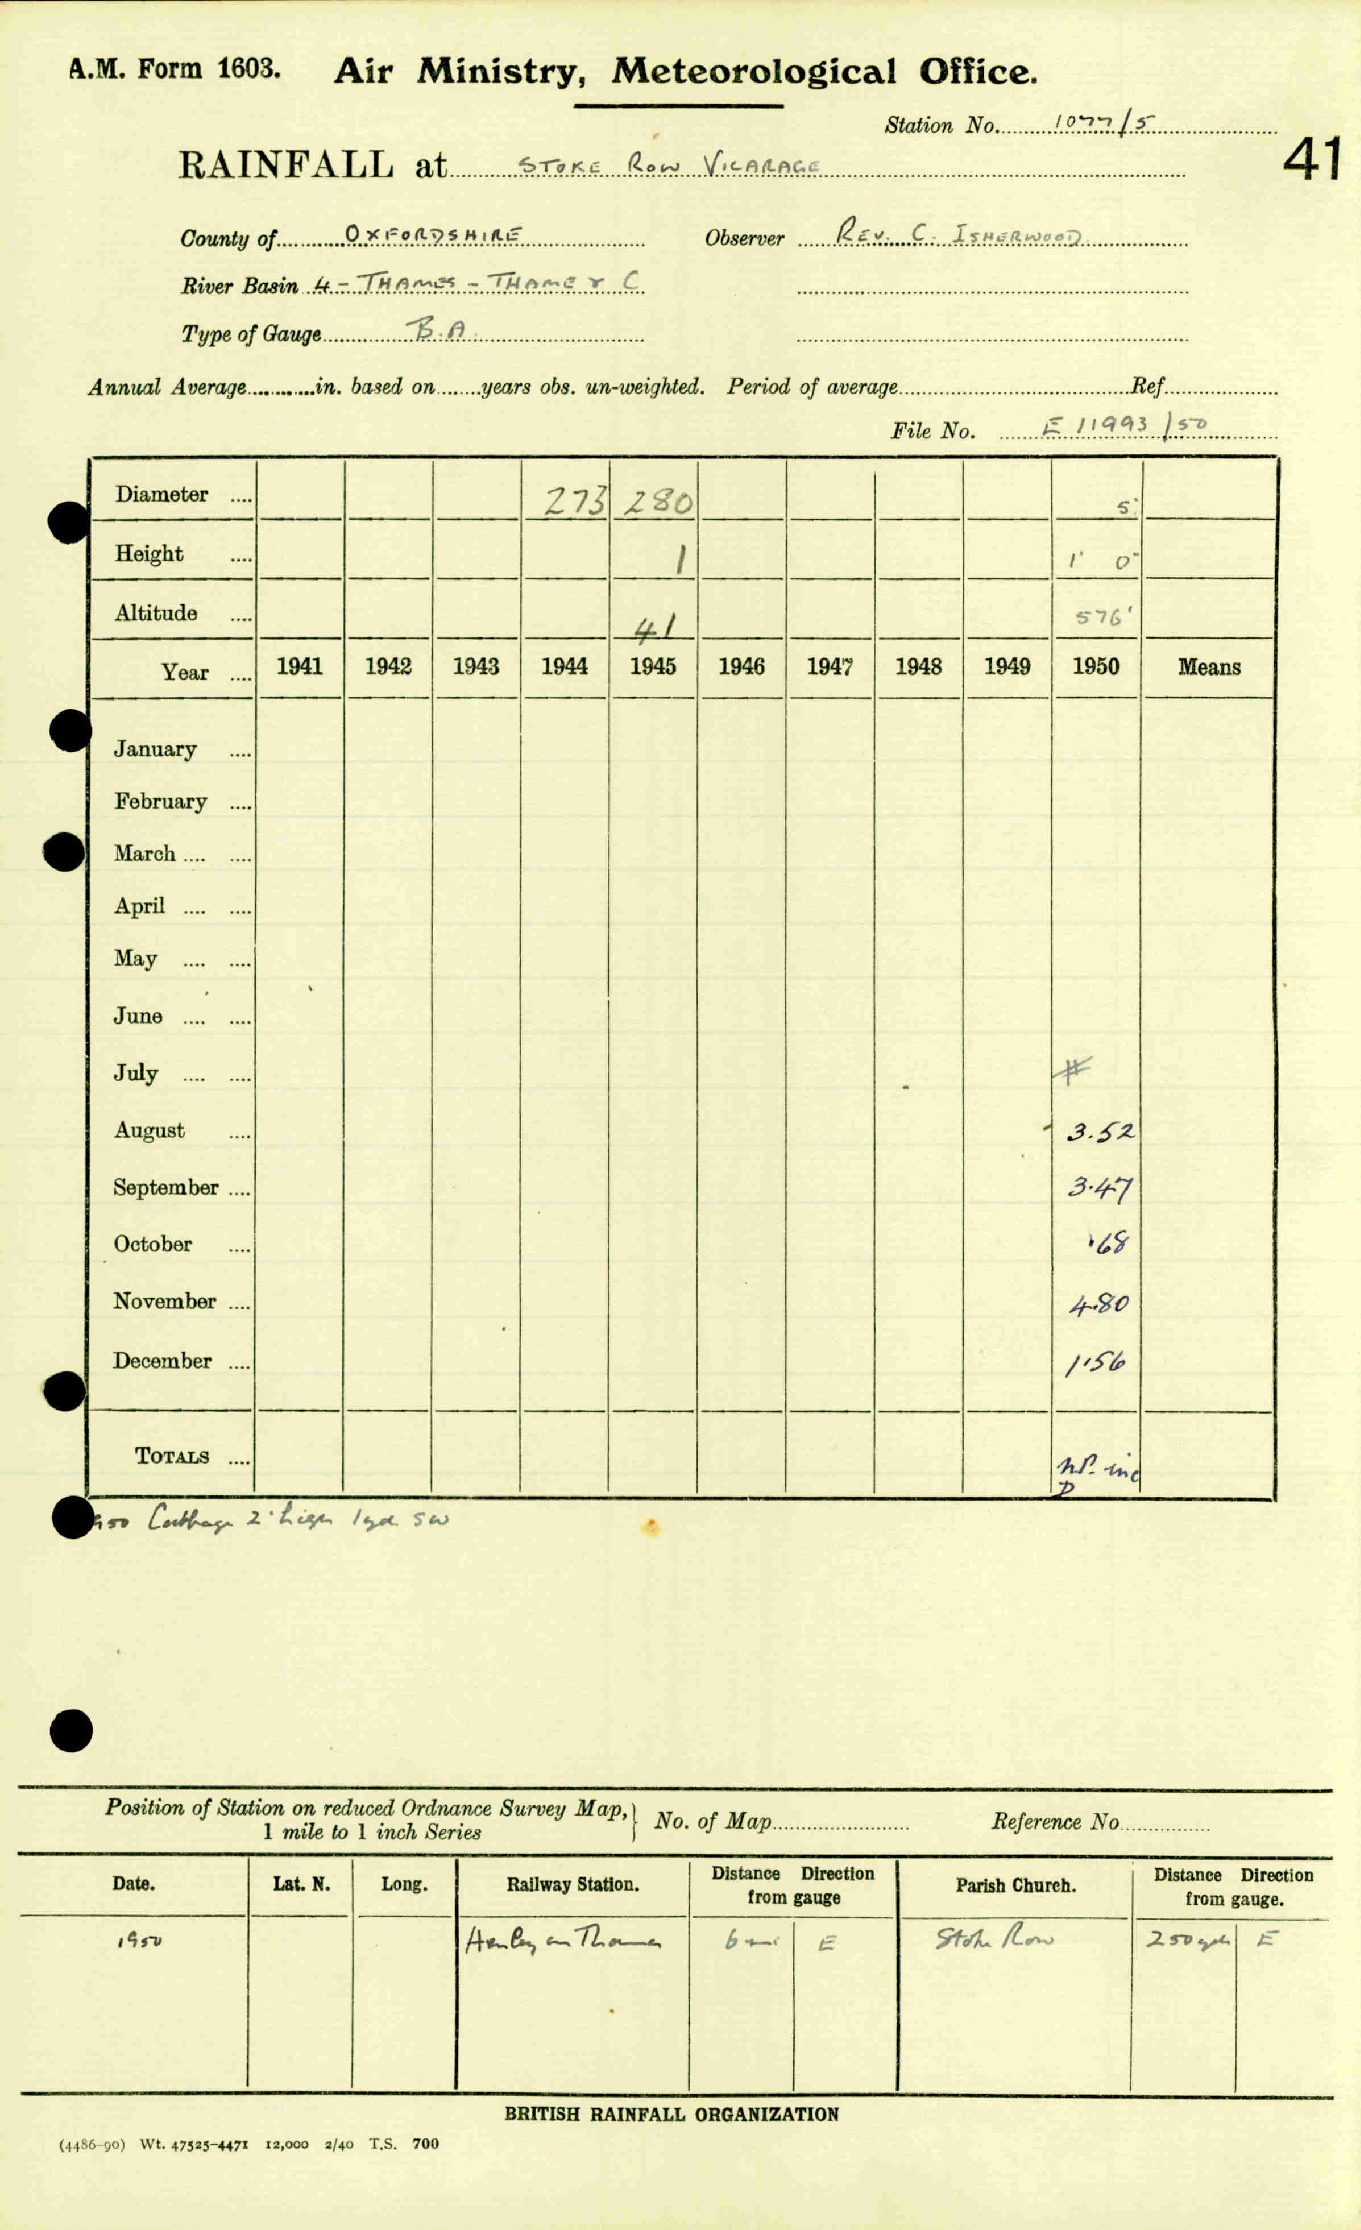 A.M. Form 1603. Air Ministry, Meteorological Office.
Station No. 1077/5
41
RAINFALL at STOKE ROW VICARAGE
County of OXFORDSHIRE Observer REV. C. ISHERWOOD
River Basin 4 - THAMES - THAME & C
Type of Gauge B.A.
Annual Average in. based on years obs. un-weighted. Period of average Ref.
File No. E 11993/50
Diameter 273 280 5"
Height 1 1' 0"
Altitude 41 576'
Year 1941 1942 1943 1944 1945 1946 1947 1948 1949 1950 Means
January
February
March
April
May
June
July #
August 3.52
September 3.47
October .68
November 4.80
December 1.56
TOTALS inc
Cabbage 2' high 1 yd SW
Position of Station on reduced Ordnance Survey Map, } No. of Map Reference No
1 mile to 1 inch Series
Date. Lat. N. Long. Railway Station. Distance Direction from gauge Parish Church. Distance Direction from gauge.
1950 Henley on Thames 6 mi E Stoke Row 250 yds E
BRITISH RAINFALL ORGANIZATION
(4486-90) Wt. 47525-4471 12,000 2/40 T.S. 700